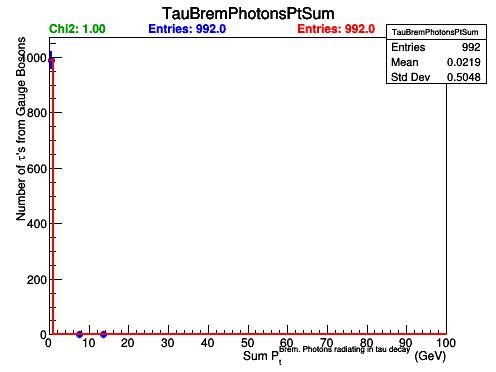 TauBremPhotonsPtSum
Chi2: 1.00 Entries: 992.0 Entries: 992.0
TauBremPhotonsPtSum
Entries 992
Mean 0.0219
Std Dev 0.5048
Number of τ's from Gauge Bosons
1000
800
600
400
200
0
0 10 20 30 40 50 60 70 80 90 100
Sum P_t^Brem. Photons radiating in tau decay (GeV)